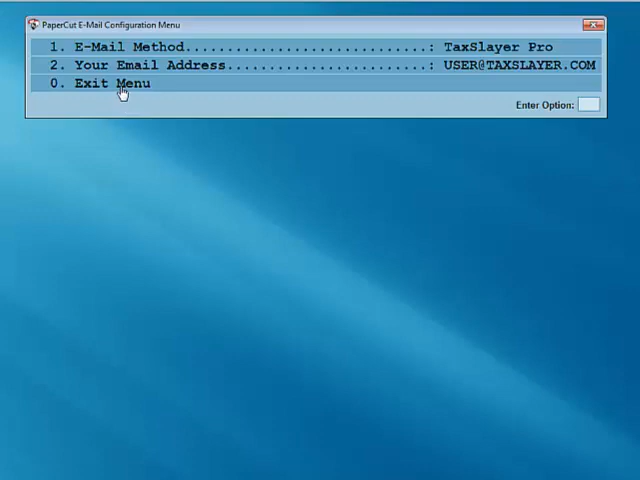 PaperCut E-Mail Configuration Menu
1. E-Mail Method.............................: TaxSlayer Pro
2. Your Email Address........................: USER@TAXSLAYER.COM
0. Exit Menu
Enter Option: